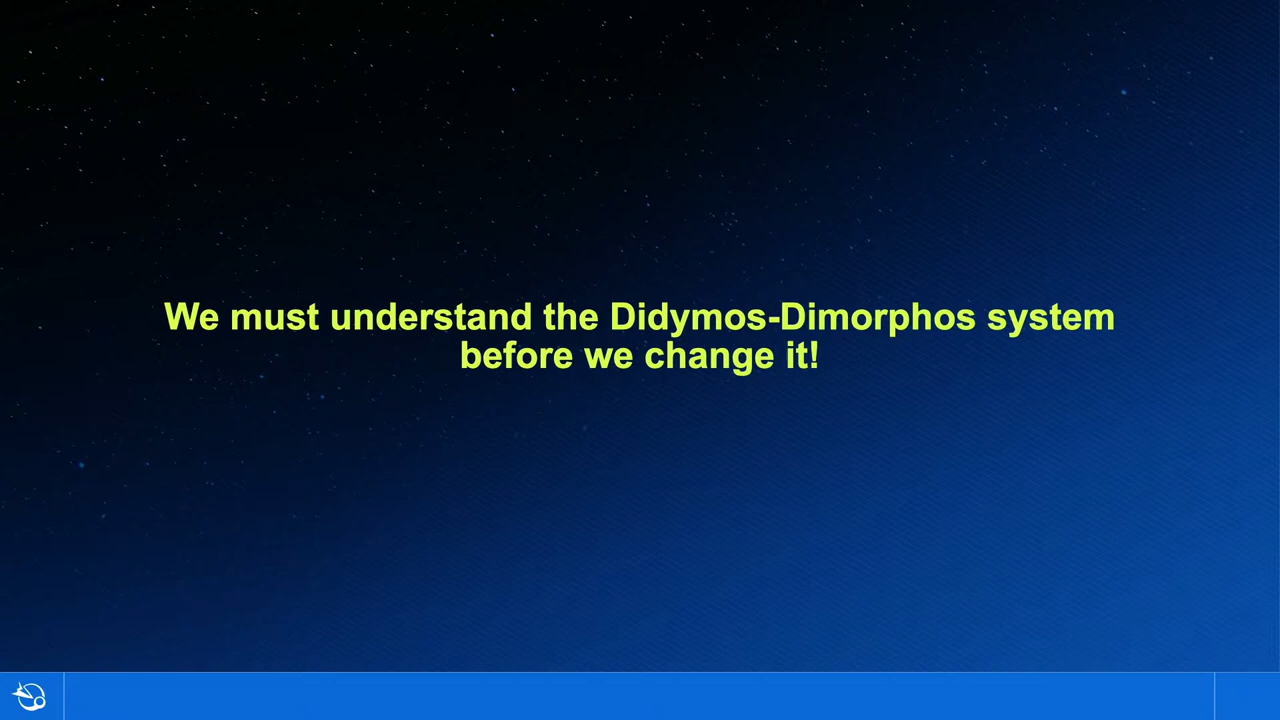 We must understand the Didymos-Dimorphos system
before we change it!